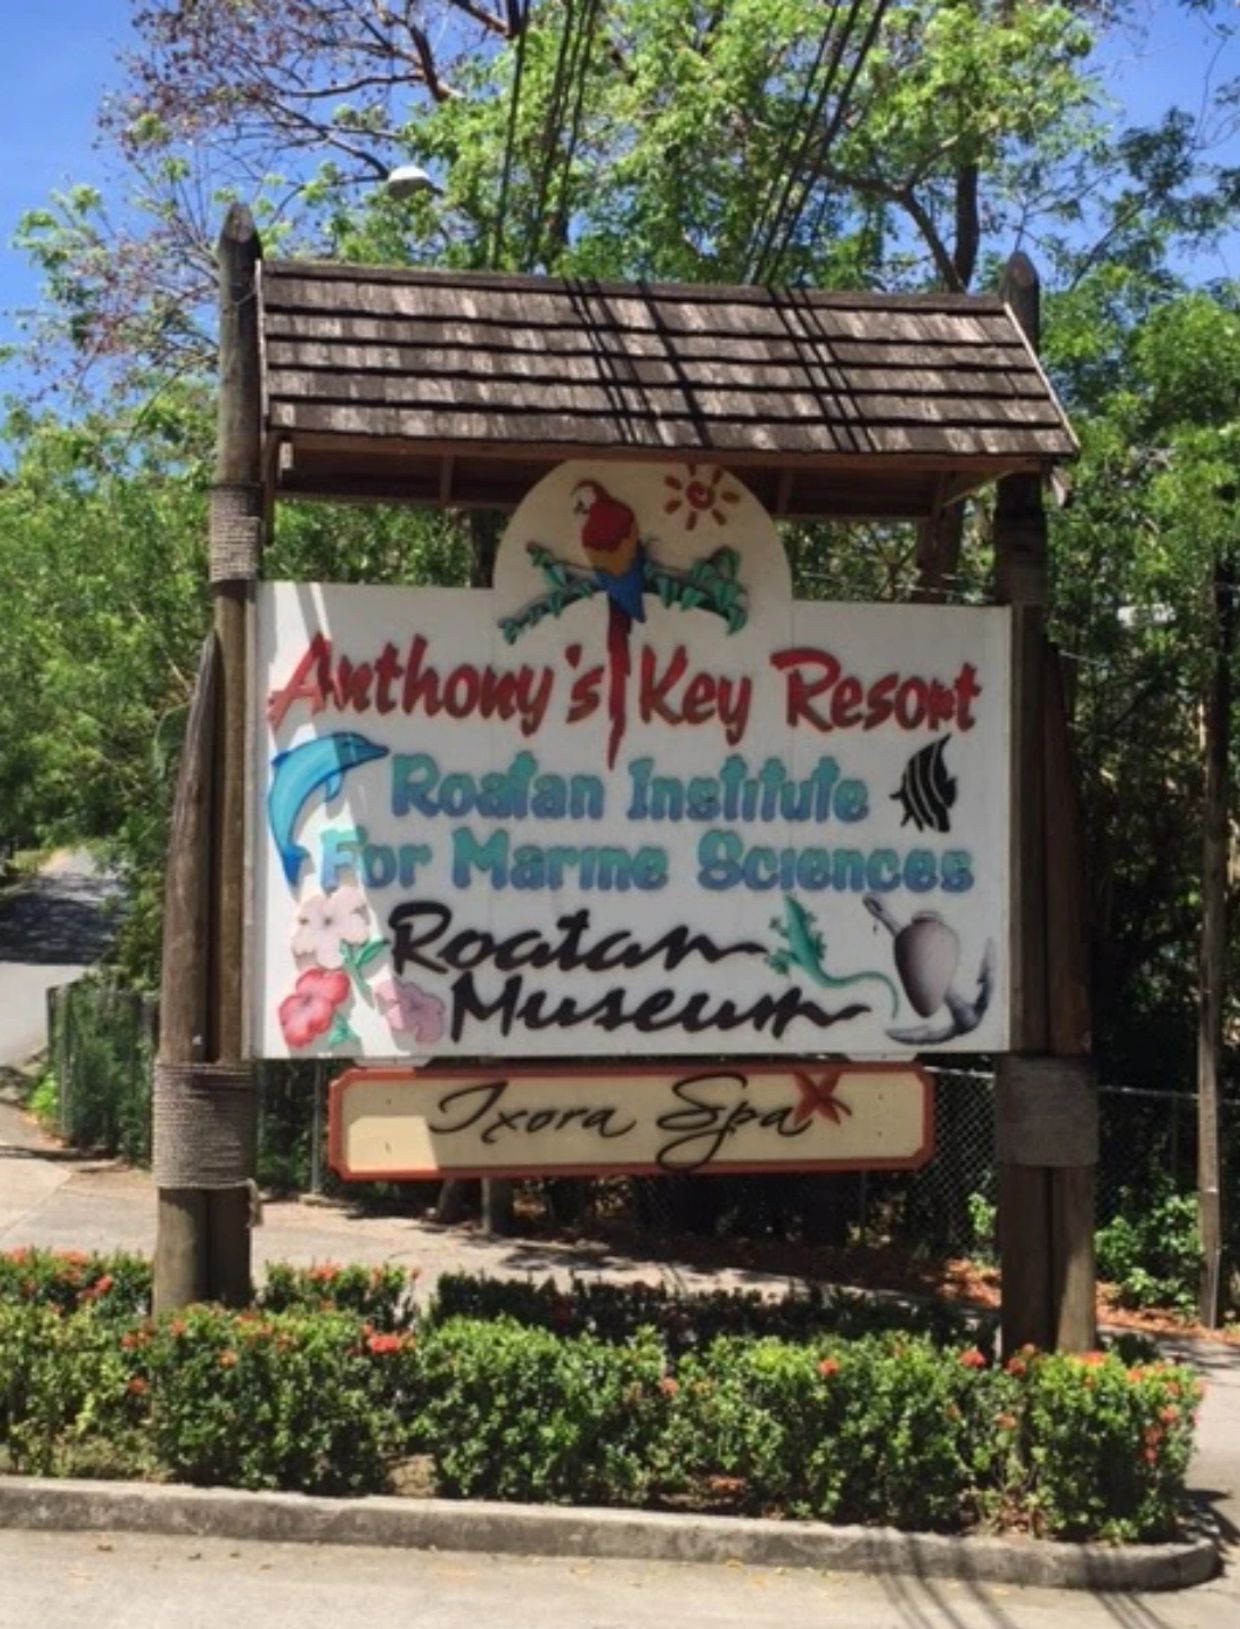 Anthony's Key Resort
Roatan Institute
For Marine Sciences
Roatan
Museum
Ixora Spa